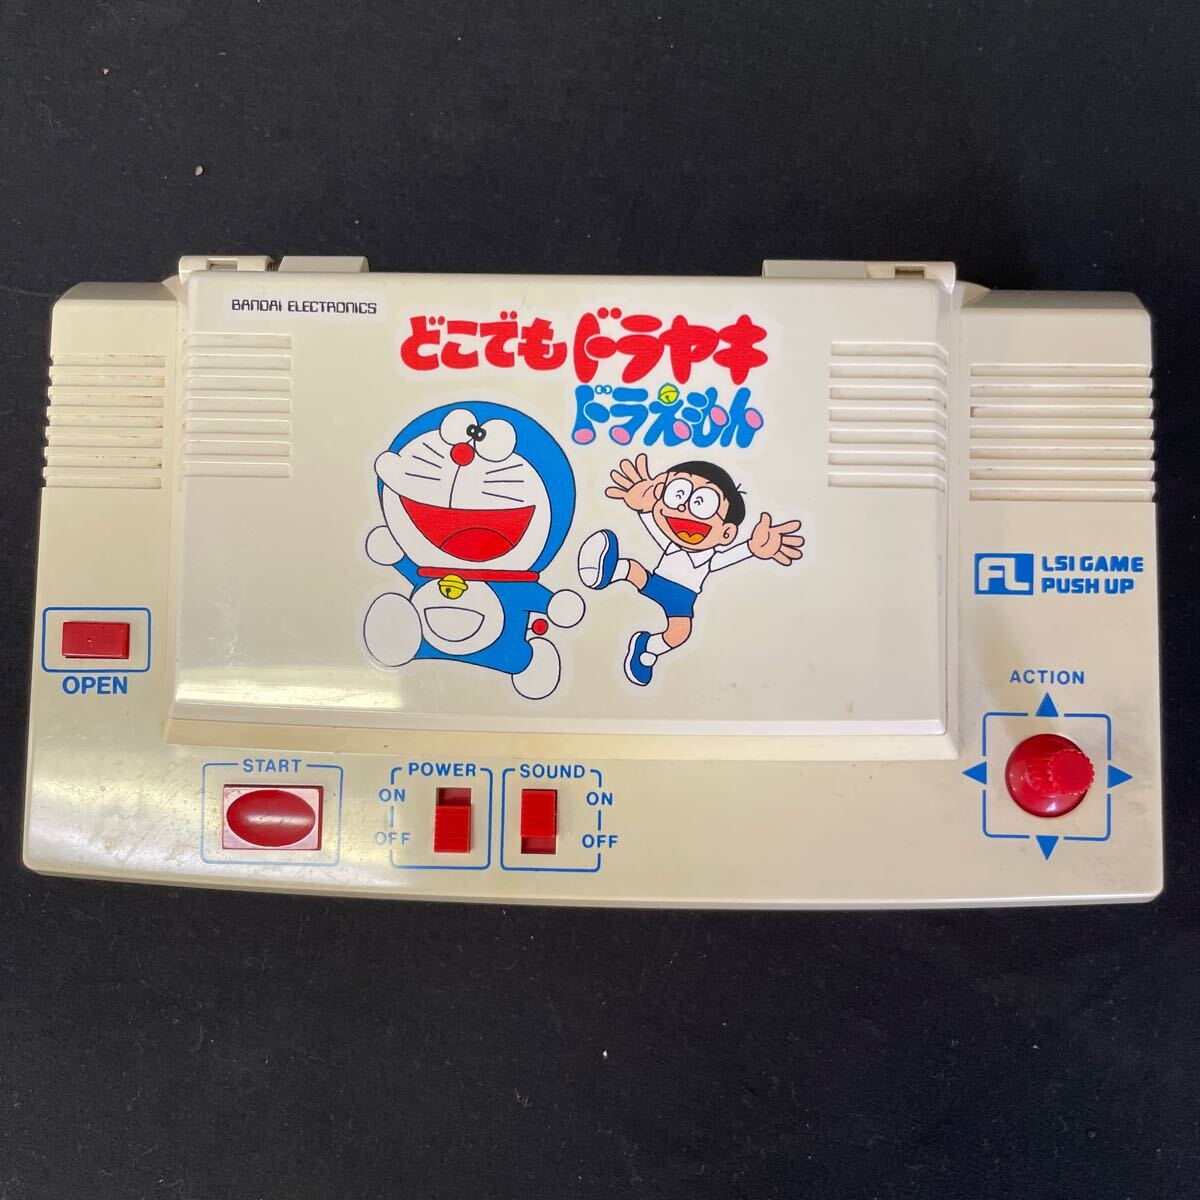 BANDAI ELECTRONICS
どこでもドラヤキ
ドラえもん
FL LSI GAME
PUSH UP
OPEN
ACTION
START
POWER
ON
OFF
SOUND
ON
OFF